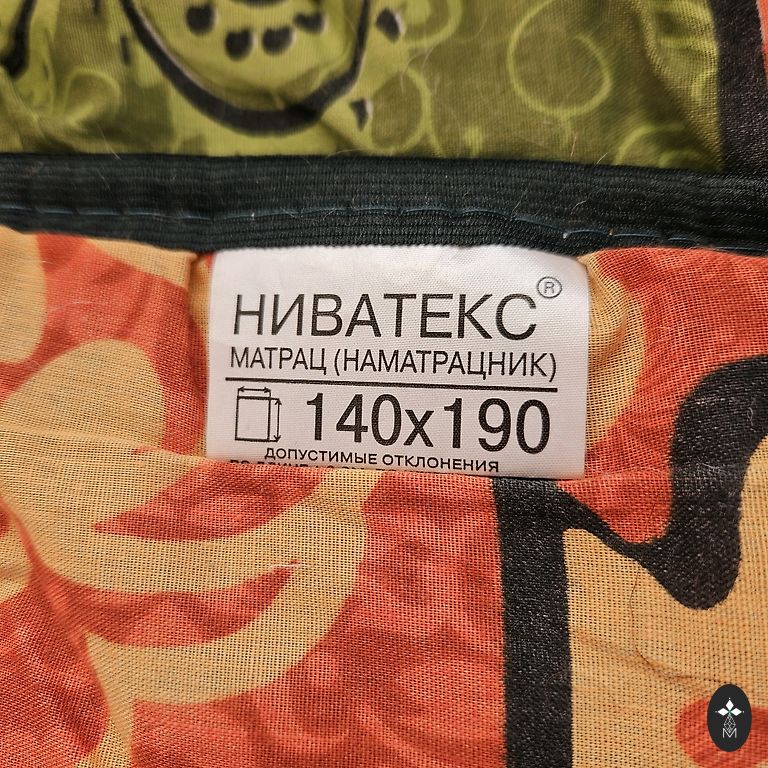 НИВАТЕКС®
МАТРАЦ (НАМАТРАЦНИК)
140x190
ДОПУСТИМЫЕ ОТКЛОНЕНИЯ